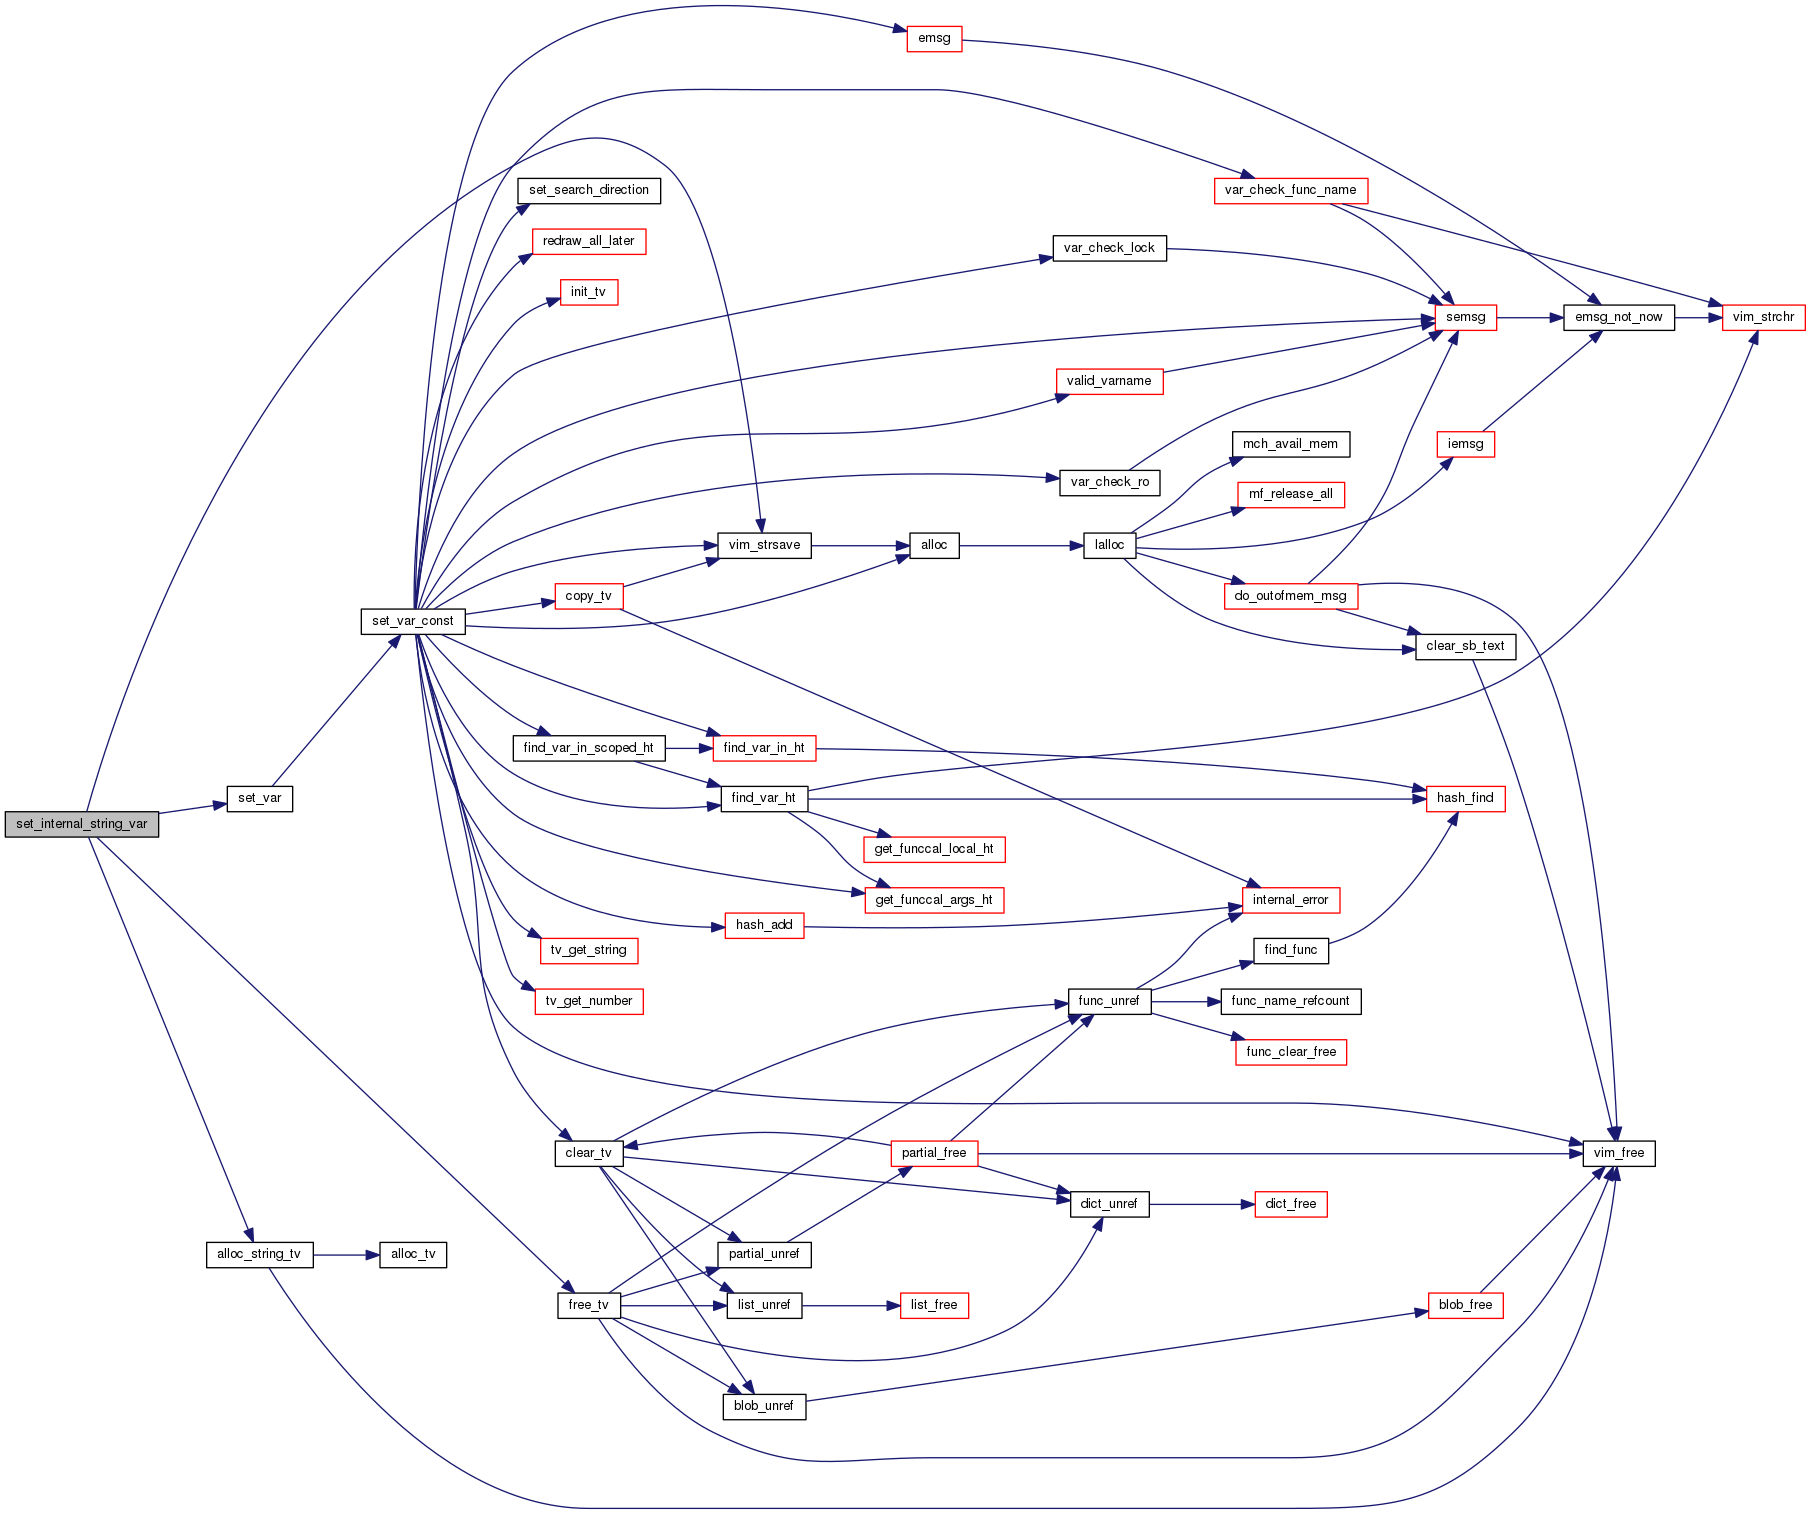 emsg
set_search_direction
var_check_func_name
redraw_all_later
var_check_lock
init_tv
semsg
emsg_not_now
vim_strchr
valid_varname
mch_avail_mem
iemsg
var_check_ro
mf_release_all
vim_strsave
alloc
lalloc
copy_tv
do_outofmem_msg
set_var_const
clear_sb_text
find_var_in_scoped_ht
find_var_in_ht
set_var
find_var_ht
hash_find
set_internal_string_var
get_funccal_local_ht
get_funccal_args_ht
internal_error
hash_add
tv_get_string
find_func
tv_get_number
func_unref
func_name_refcount
func_clear_free
clear_tv
partial_free
vim_free
dict_unref
dict_free
alloc_string_tv
alloc_tv
partial_unref
free_tv
list_unref
list_free
blob_free
blob_unref